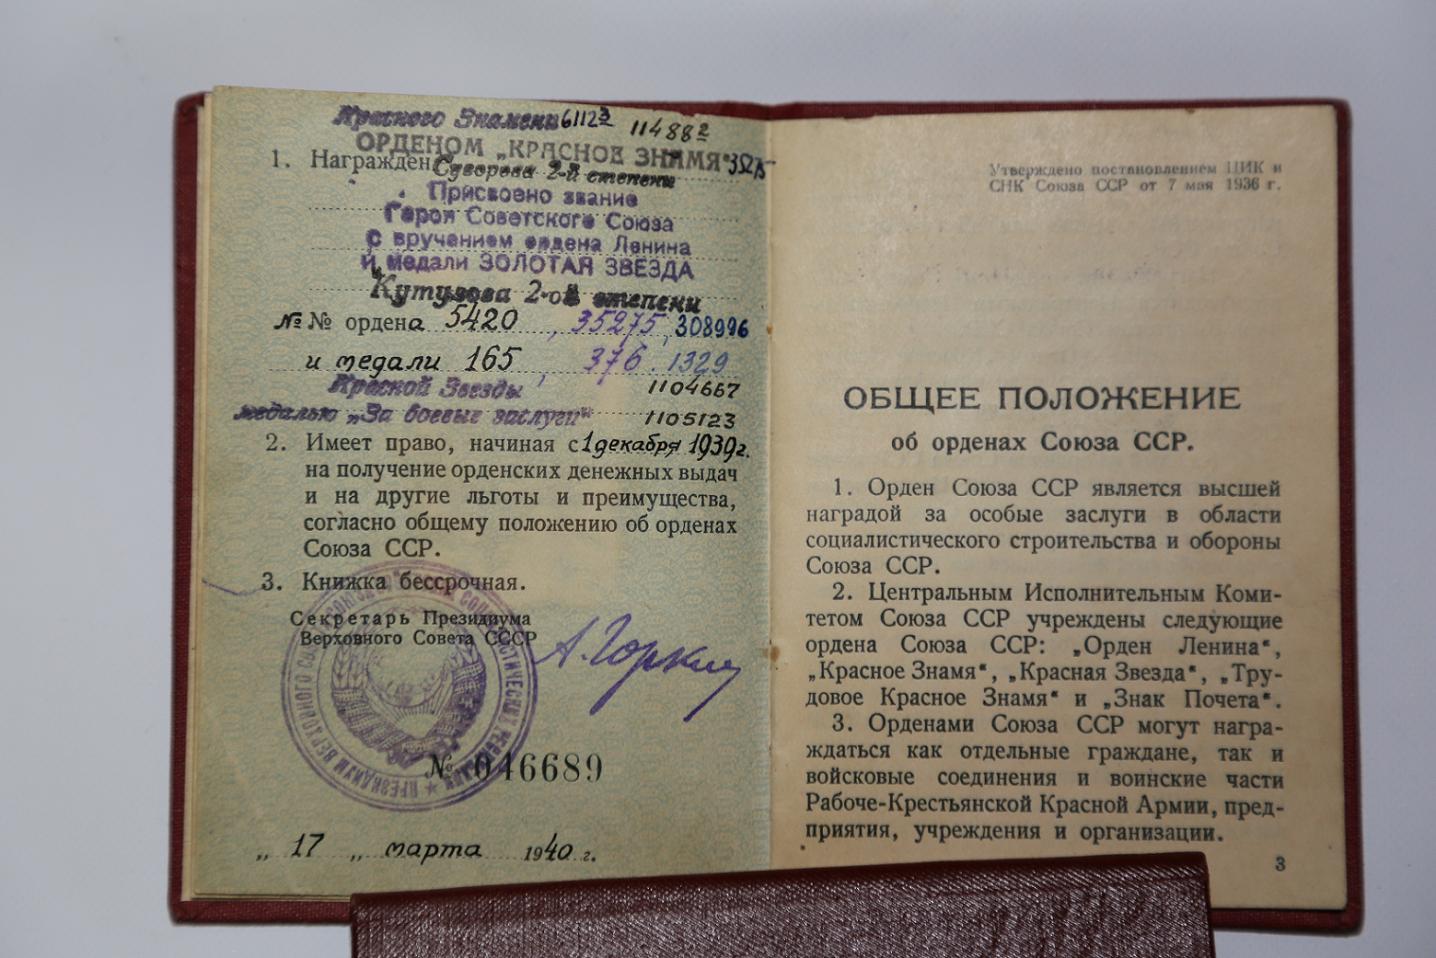 Красного Знамени 61123 114882
ОРДЕНОМ „КРАСНОЕ ЗНАМЯ" 35275
1. Награжден Суворова 2-й степени
Присвоено звание
Героя Советского Союза
с вручением ордена Ленина
и медали ЗОЛОТАЯ ЗВЕЗДА
Кутузова 2-ой степени
№№ ордена 5420, 35275, 308996
и медали 165, 376. 1329
Красной Звезды 1104667
медалью „За боевые заслуги" 1105123
2. Имеет право, начиная с 1 декабря 1939г.
на получение орденских денежных выдач
и на другие льготы и преимущества,
согласно общему положению об орденах
Союза ССР.
3. Книжка бессрочная.
Секретарь Президиума
Верховного Совета СССР
А. Горкин
№ 046689
„ 17 „ марта 1940 г.
Утверждено постановлением ЦИК и
СНК Союза ССР от 7 мая 1936 г.
ОБЩЕЕ ПОЛОЖЕНИЕ
об орденах Союза ССР.
1. Орден Союза ССР является высшей
наградой за особые заслуги в области
социалистического строительства и обороны
Союза ССР.
2. Центральным Исполнительным Коми-
тетом Союза ССР учреждены следующие
ордена Союза ССР: „Орден Ленина",
„Красное Знамя", „Красная Звезда", „Тру-
довое Красное Знамя" и „Знак Почета".
3. Орденами Союза ССР могут награ-
ждаться как отдельные граждане, так и
войсковые соединения и воинские части
Рабоче-Крестьянской Красной Армии, пред-
приятия, учреждения и организации.
3